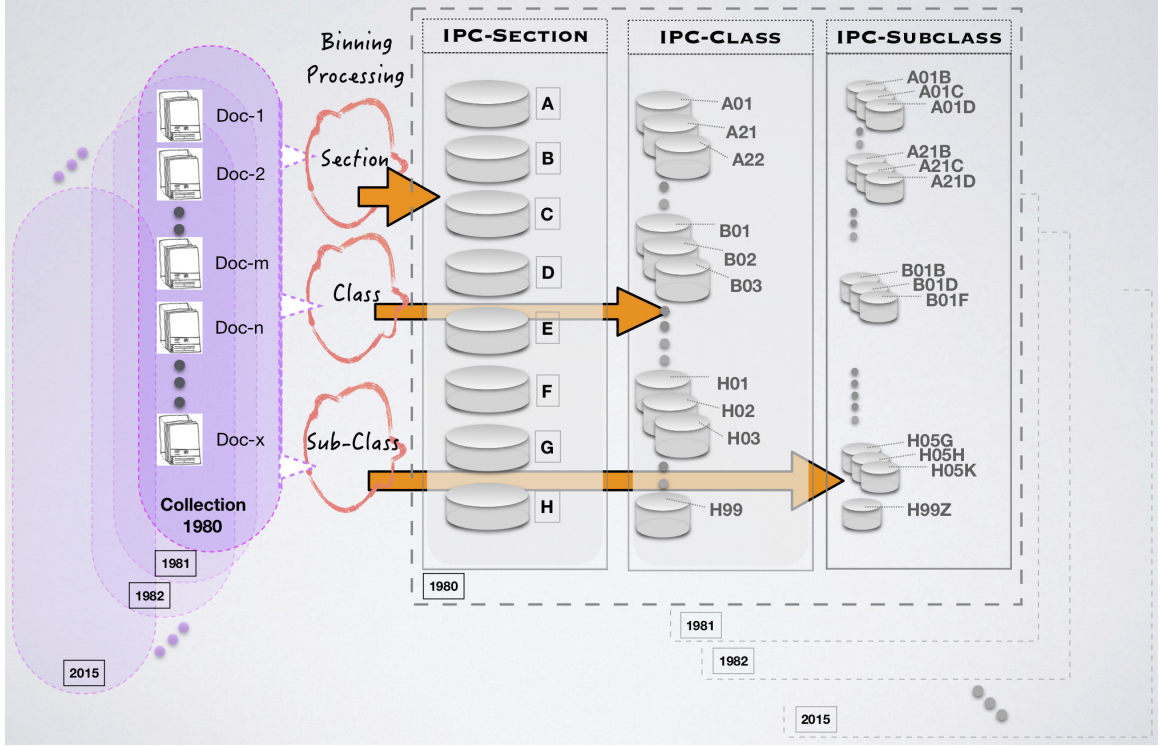 Binning
Processing
IPC-Section
IPC-Class
IPC-Subclass
Doc-1
Doc-2
Doc-m
Doc-n
Doc-x
Collection
1980
1981
1982
2015
Section
Class
Sub-Class
A
B
C
D
E
F
G
H
A01
A21
A22
B01
B02
B03
H01
H02
H03
H99
A01B
A01C
A01D
A21B
A21C
A21D
B01B
B01D
B01F
H05G
H05H
H05K
H99Z
1980
1981
1982
2015